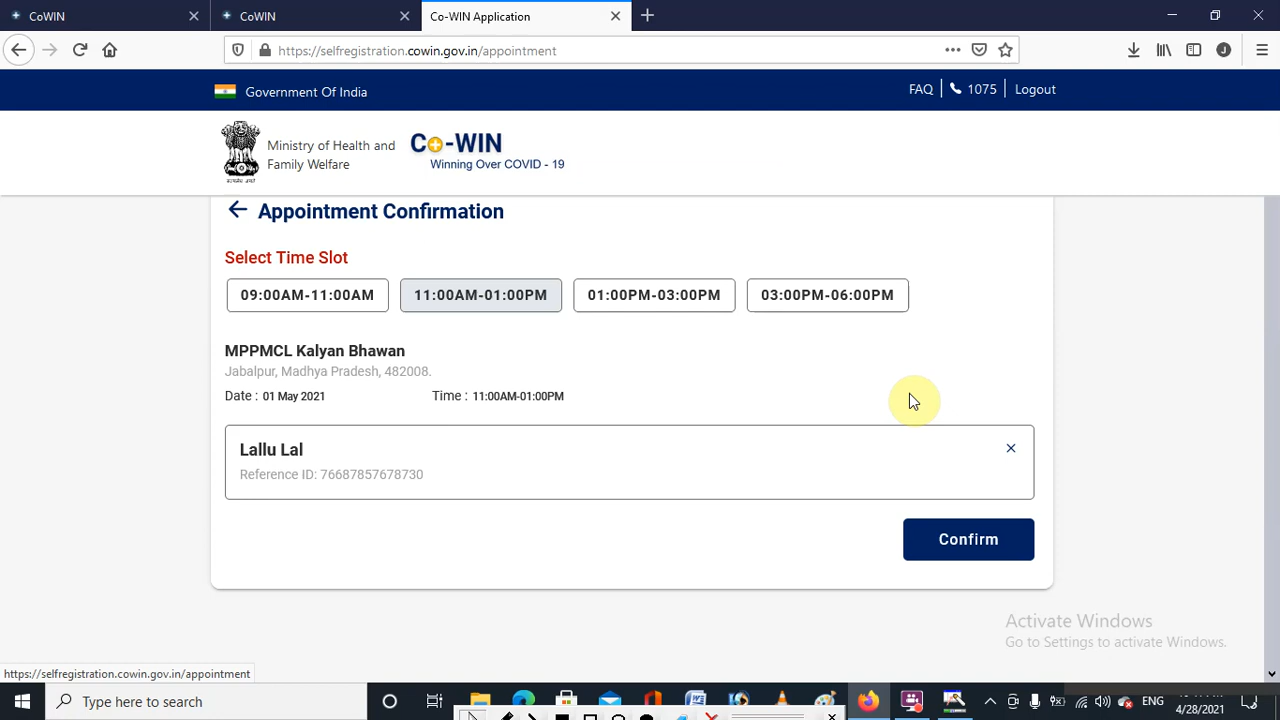 CoWIN
CoWIN
Co-WIN Application
https://selfregistration.cowin.gov.in/appointment
Government Of India
FAQ
1075
Logout
Ministry of Health and
Family Welfare
Co-WIN
Winning Over COVID - 19
Appointment Confirmation
Select Time Slot
09:00AM-11:00AM
11:00AM-01:00PM
01:00PM-03:00PM
03:00PM-06:00PM
MPPMCL Kalyan Bhawan
Jabalpur, Madhya Pradesh, 482008.
Date : 01 May 2021
Time : 11:00AM-01:00PM
Lallu Lal
Reference ID: 76687857678730
Confirm
Activate Windows
Go to Settings to activate Windows.
https://selfregistration.cowin.gov.in/appointment
Type here to search
ENG
4/28/2021